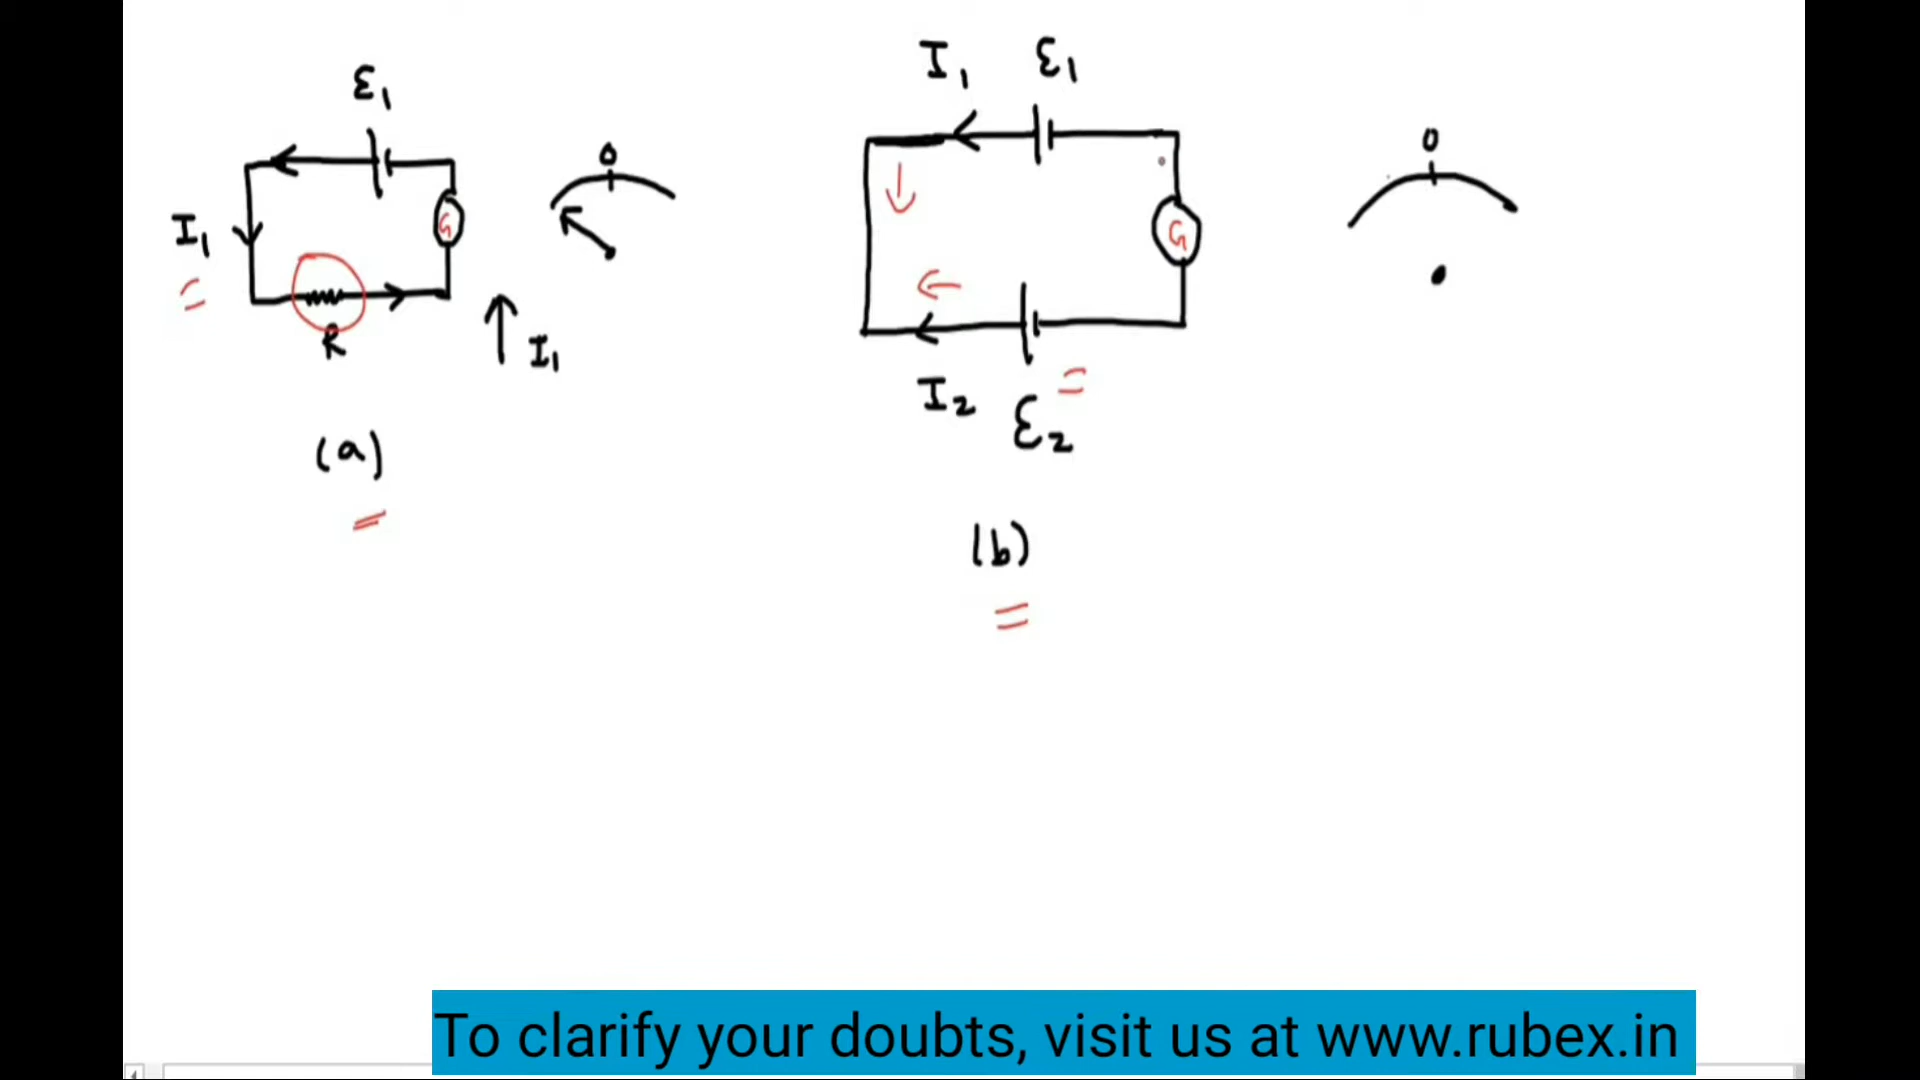 ε₁
I₁
G
0
R
I₁
(a)
I₁
ε₁
G
0
I₂
ε₂
(b)
To clarify your doubts, visit us at www.rubex.in